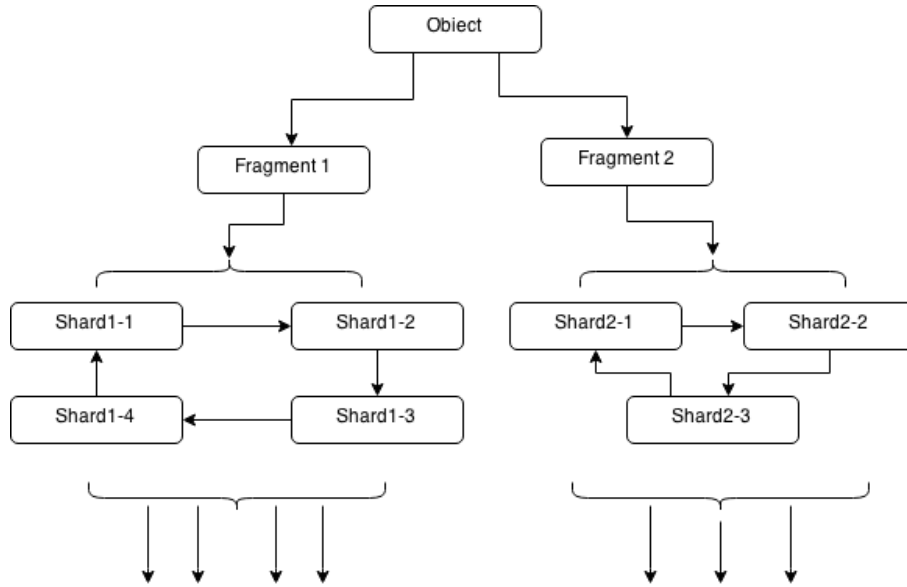 Obiect
Fragment 1
Fragment 2
Shard1-1
Shard1-2
Shard2-1
Shard2-2
Shard1-4
Shard1-3
Shard2-3